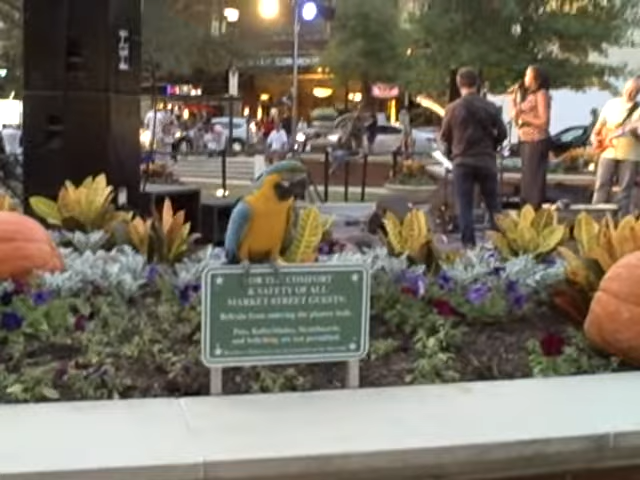 FOR THE COMFORT
& SAFETY OF ALL
MARKET STREET GUESTS:
Refrain from entering the planter beds.
Pets, Rollerblades, Skateboards
and Soliciting are not permitted.